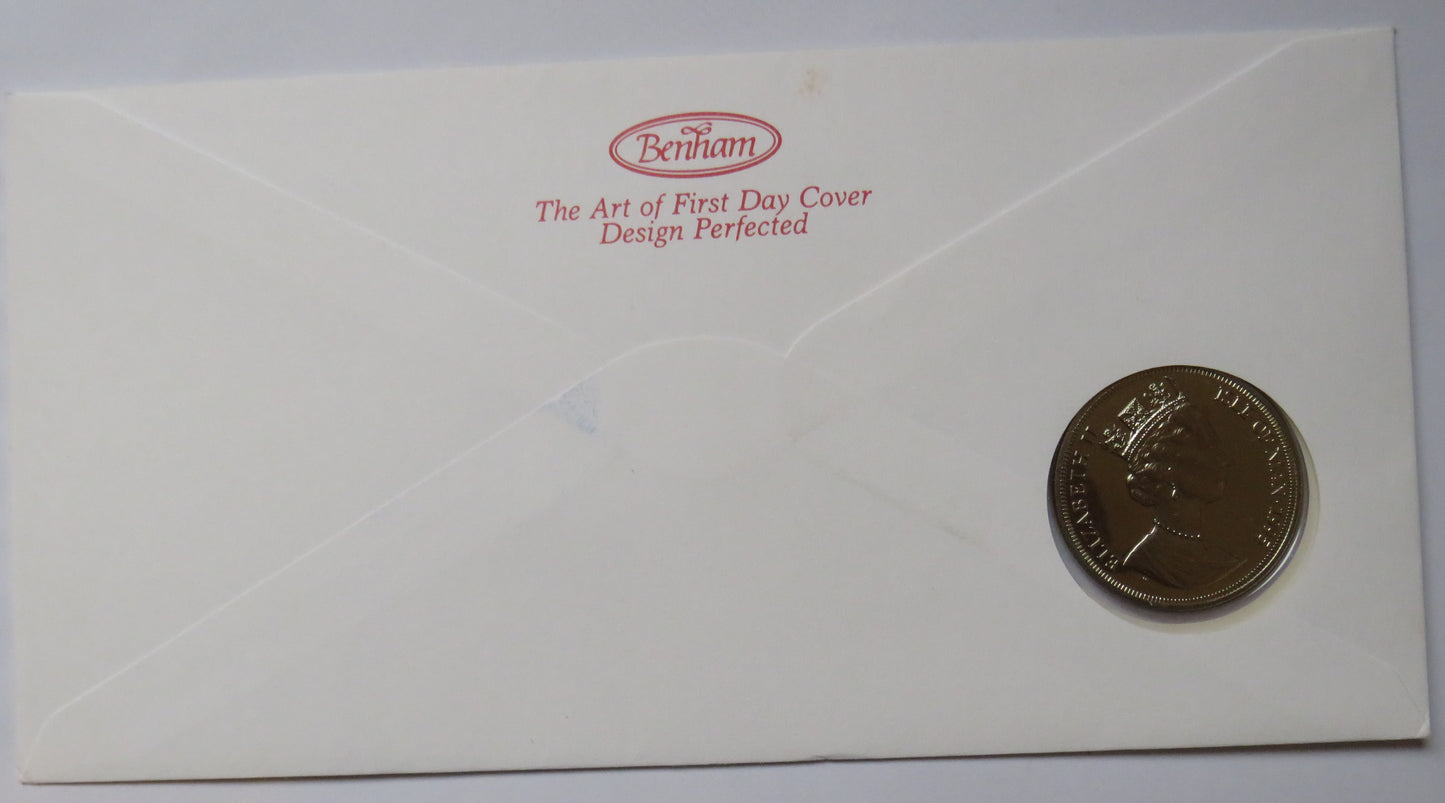 Benham
The Art of First Day Cover
Design Perfected
ELIZABETH II
ISLE OF MAN